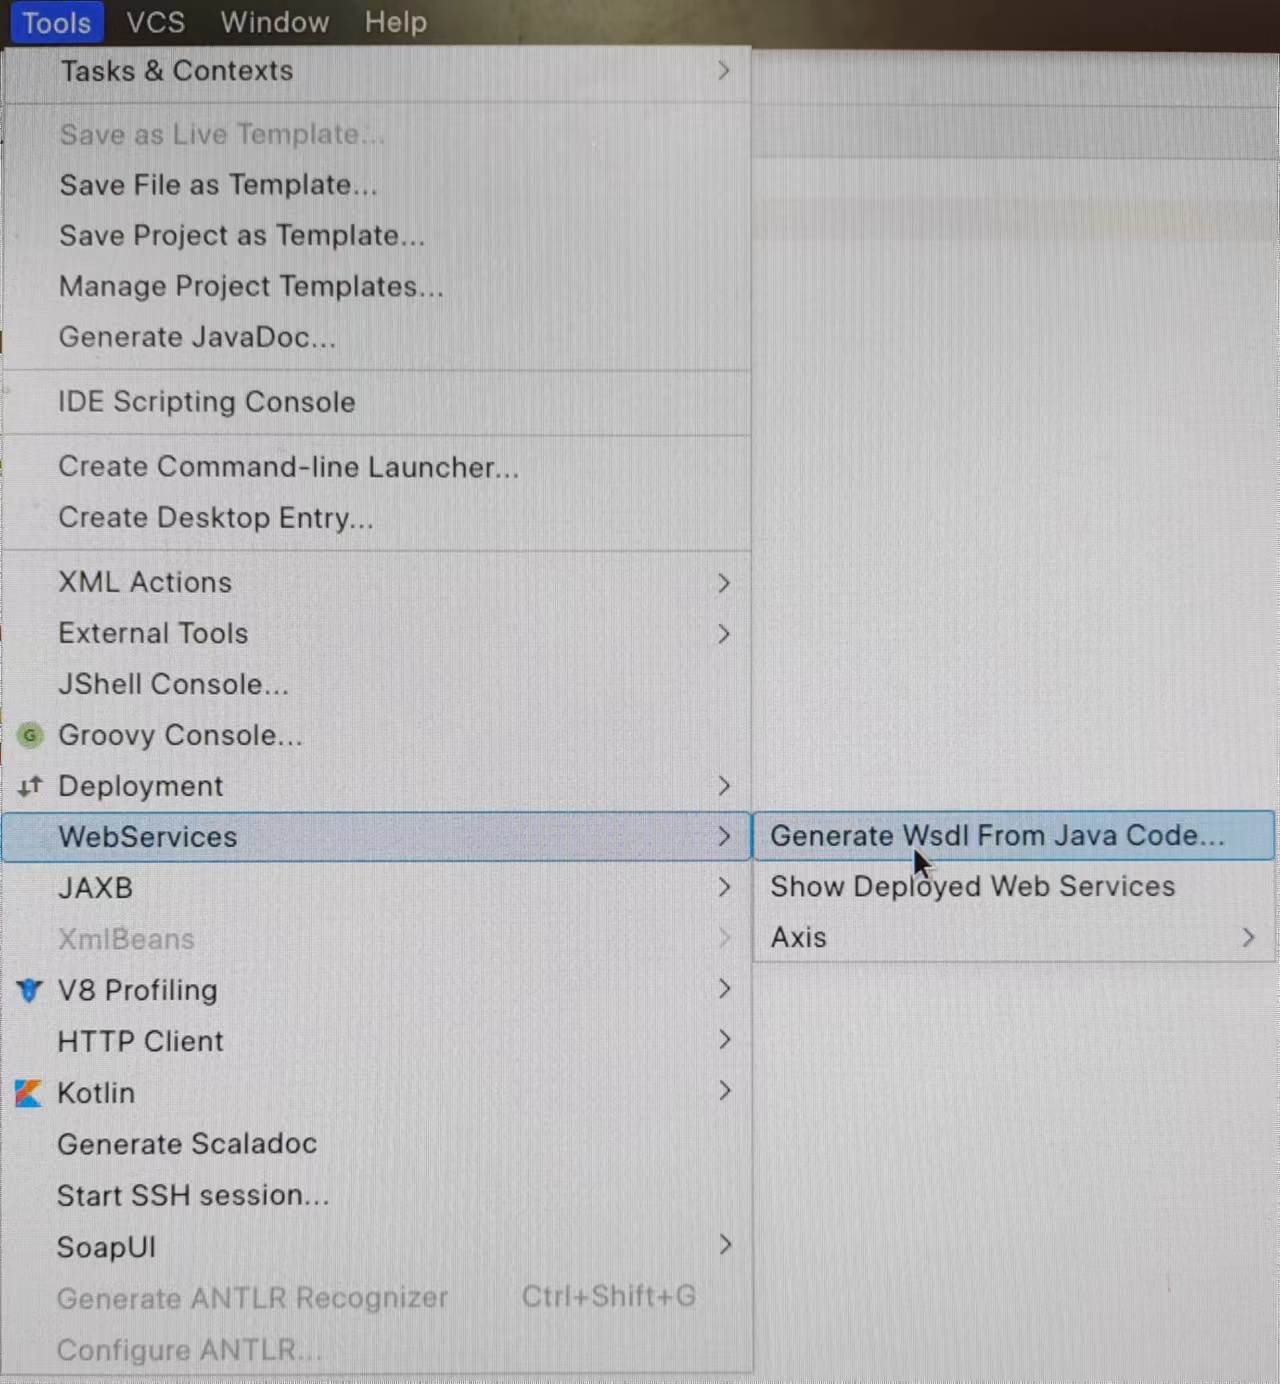 Tools VCS Window Help
Tasks & Contexts
Save as Live Template...
Save File as Template...
Save Project as Template...
Manage Project Templates...
Generate JavaDoc...
IDE Scripting Console
Create Command-line Launcher...
Create Desktop Entry...
XML Actions
External Tools
JShell Console...
G Groovy Console...
Deployment
WebServices
Generate Wsdl From Java Code...
JAXB
Show Deployed Web Services
XmlBeans
Axis
V8 Profiling
HTTP Client
Kotlin
Generate Scaladoc
Start SSH session...
SoapUI
Generate ANTLR Recognizer Ctrl+Shift+G
Configure ANTLR...